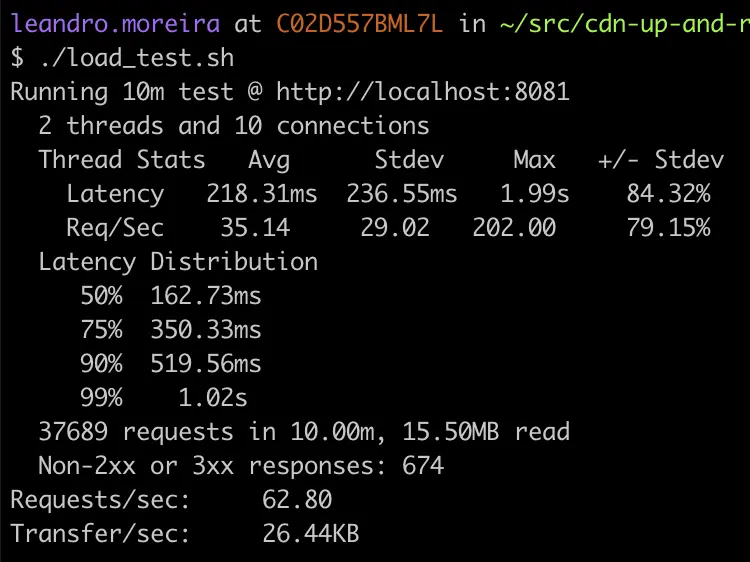 leandro.moreira at C02D557BML7L in ~/src/cdn-up-and-r
$ ./load_test.sh
Running 10m test @ http://localhost:8081
  2 threads and 10 connections
  Thread Stats   Avg      Stdev     Max   +/- Stdev
    Latency   218.31ms  236.55ms   1.99s    84.32%
    Req/Sec    35.14     29.02   202.00     79.15%
  Latency Distribution
     50%  162.73ms
     75%  350.33ms
     90%  519.56ms
     99%    1.02s
  37689 requests in 10.00m, 15.50MB read
  Non-2xx or 3xx responses: 674
Requests/sec:     62.80
Transfer/sec:     26.44KB